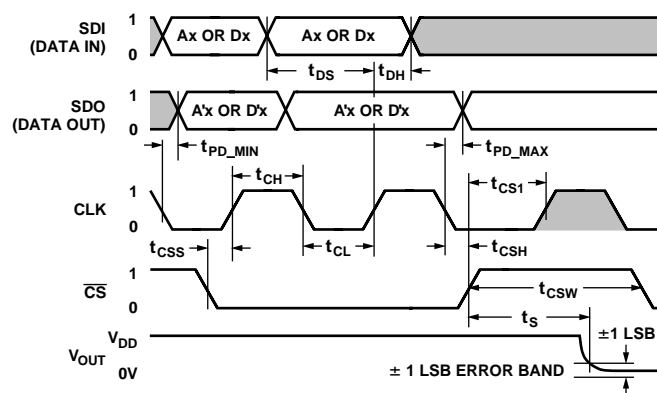 SDI
(DATA IN)
1
0
Ax OR Dx
Ax OR Dx
tDS
tDH
SDO
(DATA OUT)
1
0
A'x OR D'x
A'x OR D'x
tPD_MIN
tPD_MAX
tCH
tCS1
CLK
1
0
tCSS
tCL
tCSH
CS
1
0
tCSW
tS
VOUT
VDD
0V
±1 LSB
± 1 LSB ERROR BAND